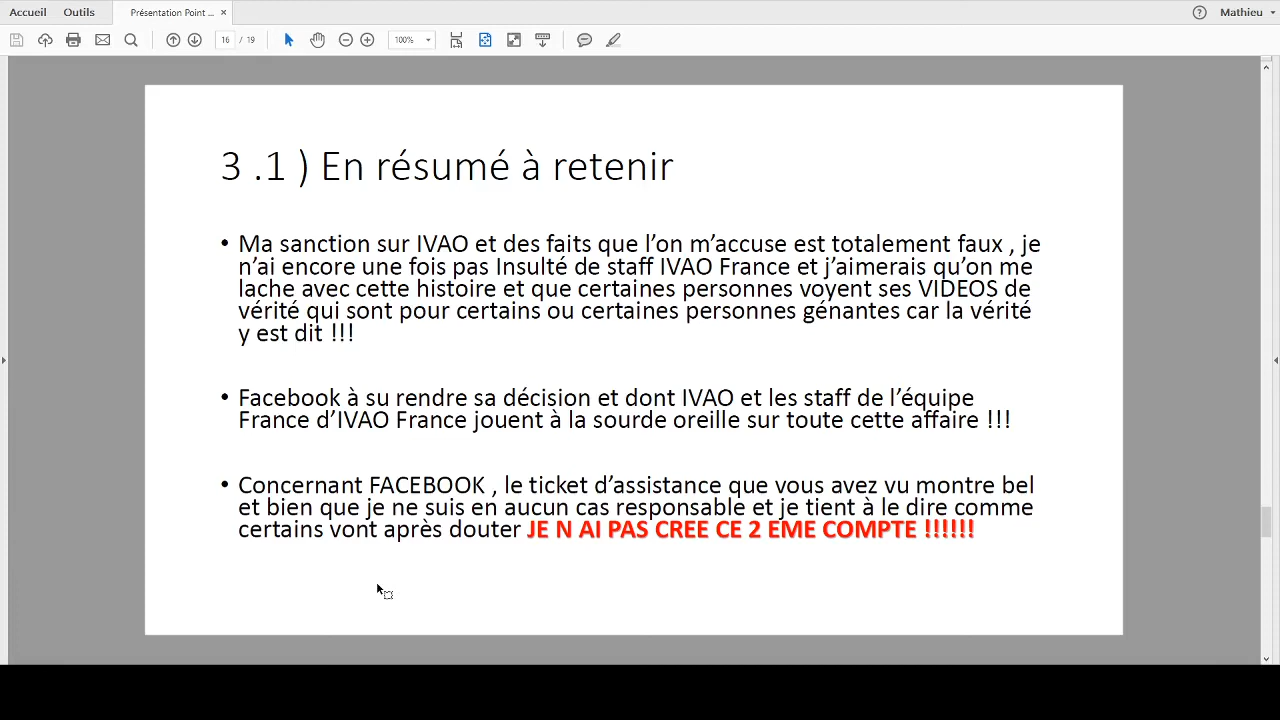 Accueil Outils Présentation Point ... × Mathieu
16 / 19 100%
3 .1 ) En résumé à retenir
• Ma sanction sur IVAO et des faits que l’on m’accuse est totalement faux , je
n’ai encore une fois pas Insulté de staff IVAO France et j’aimerais qu’on me
lache avec cette histoire et que certaines personnes voyent ses VIDEOS de
vérité qui sont pour certains ou certaines personnes génantes car la vérité
y est dit !!!
• Facebook à su rendre sa décision et dont IVAO et les staff de l’équipe
France d’IVAO France jouent à la sourde oreille sur toute cette affaire !!!
• Concernant FACEBOOK , le ticket d’assistance que vous avez vu montre bel
et bien que je ne suis en aucun cas responsable et je tient à le dire comme
certains vont après douter JE N AI PAS CREE CE 2 EME COMPTE !!!!!!